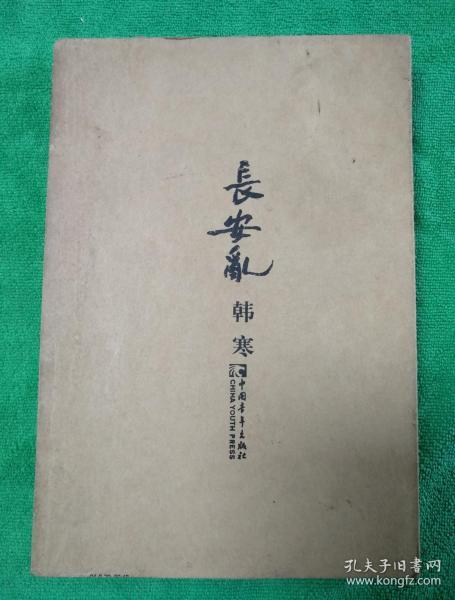 長安亂
韩寒
中国青年出版社
CHINA YOUTH PRESS
孔夫子旧书网
www.kongfz.com